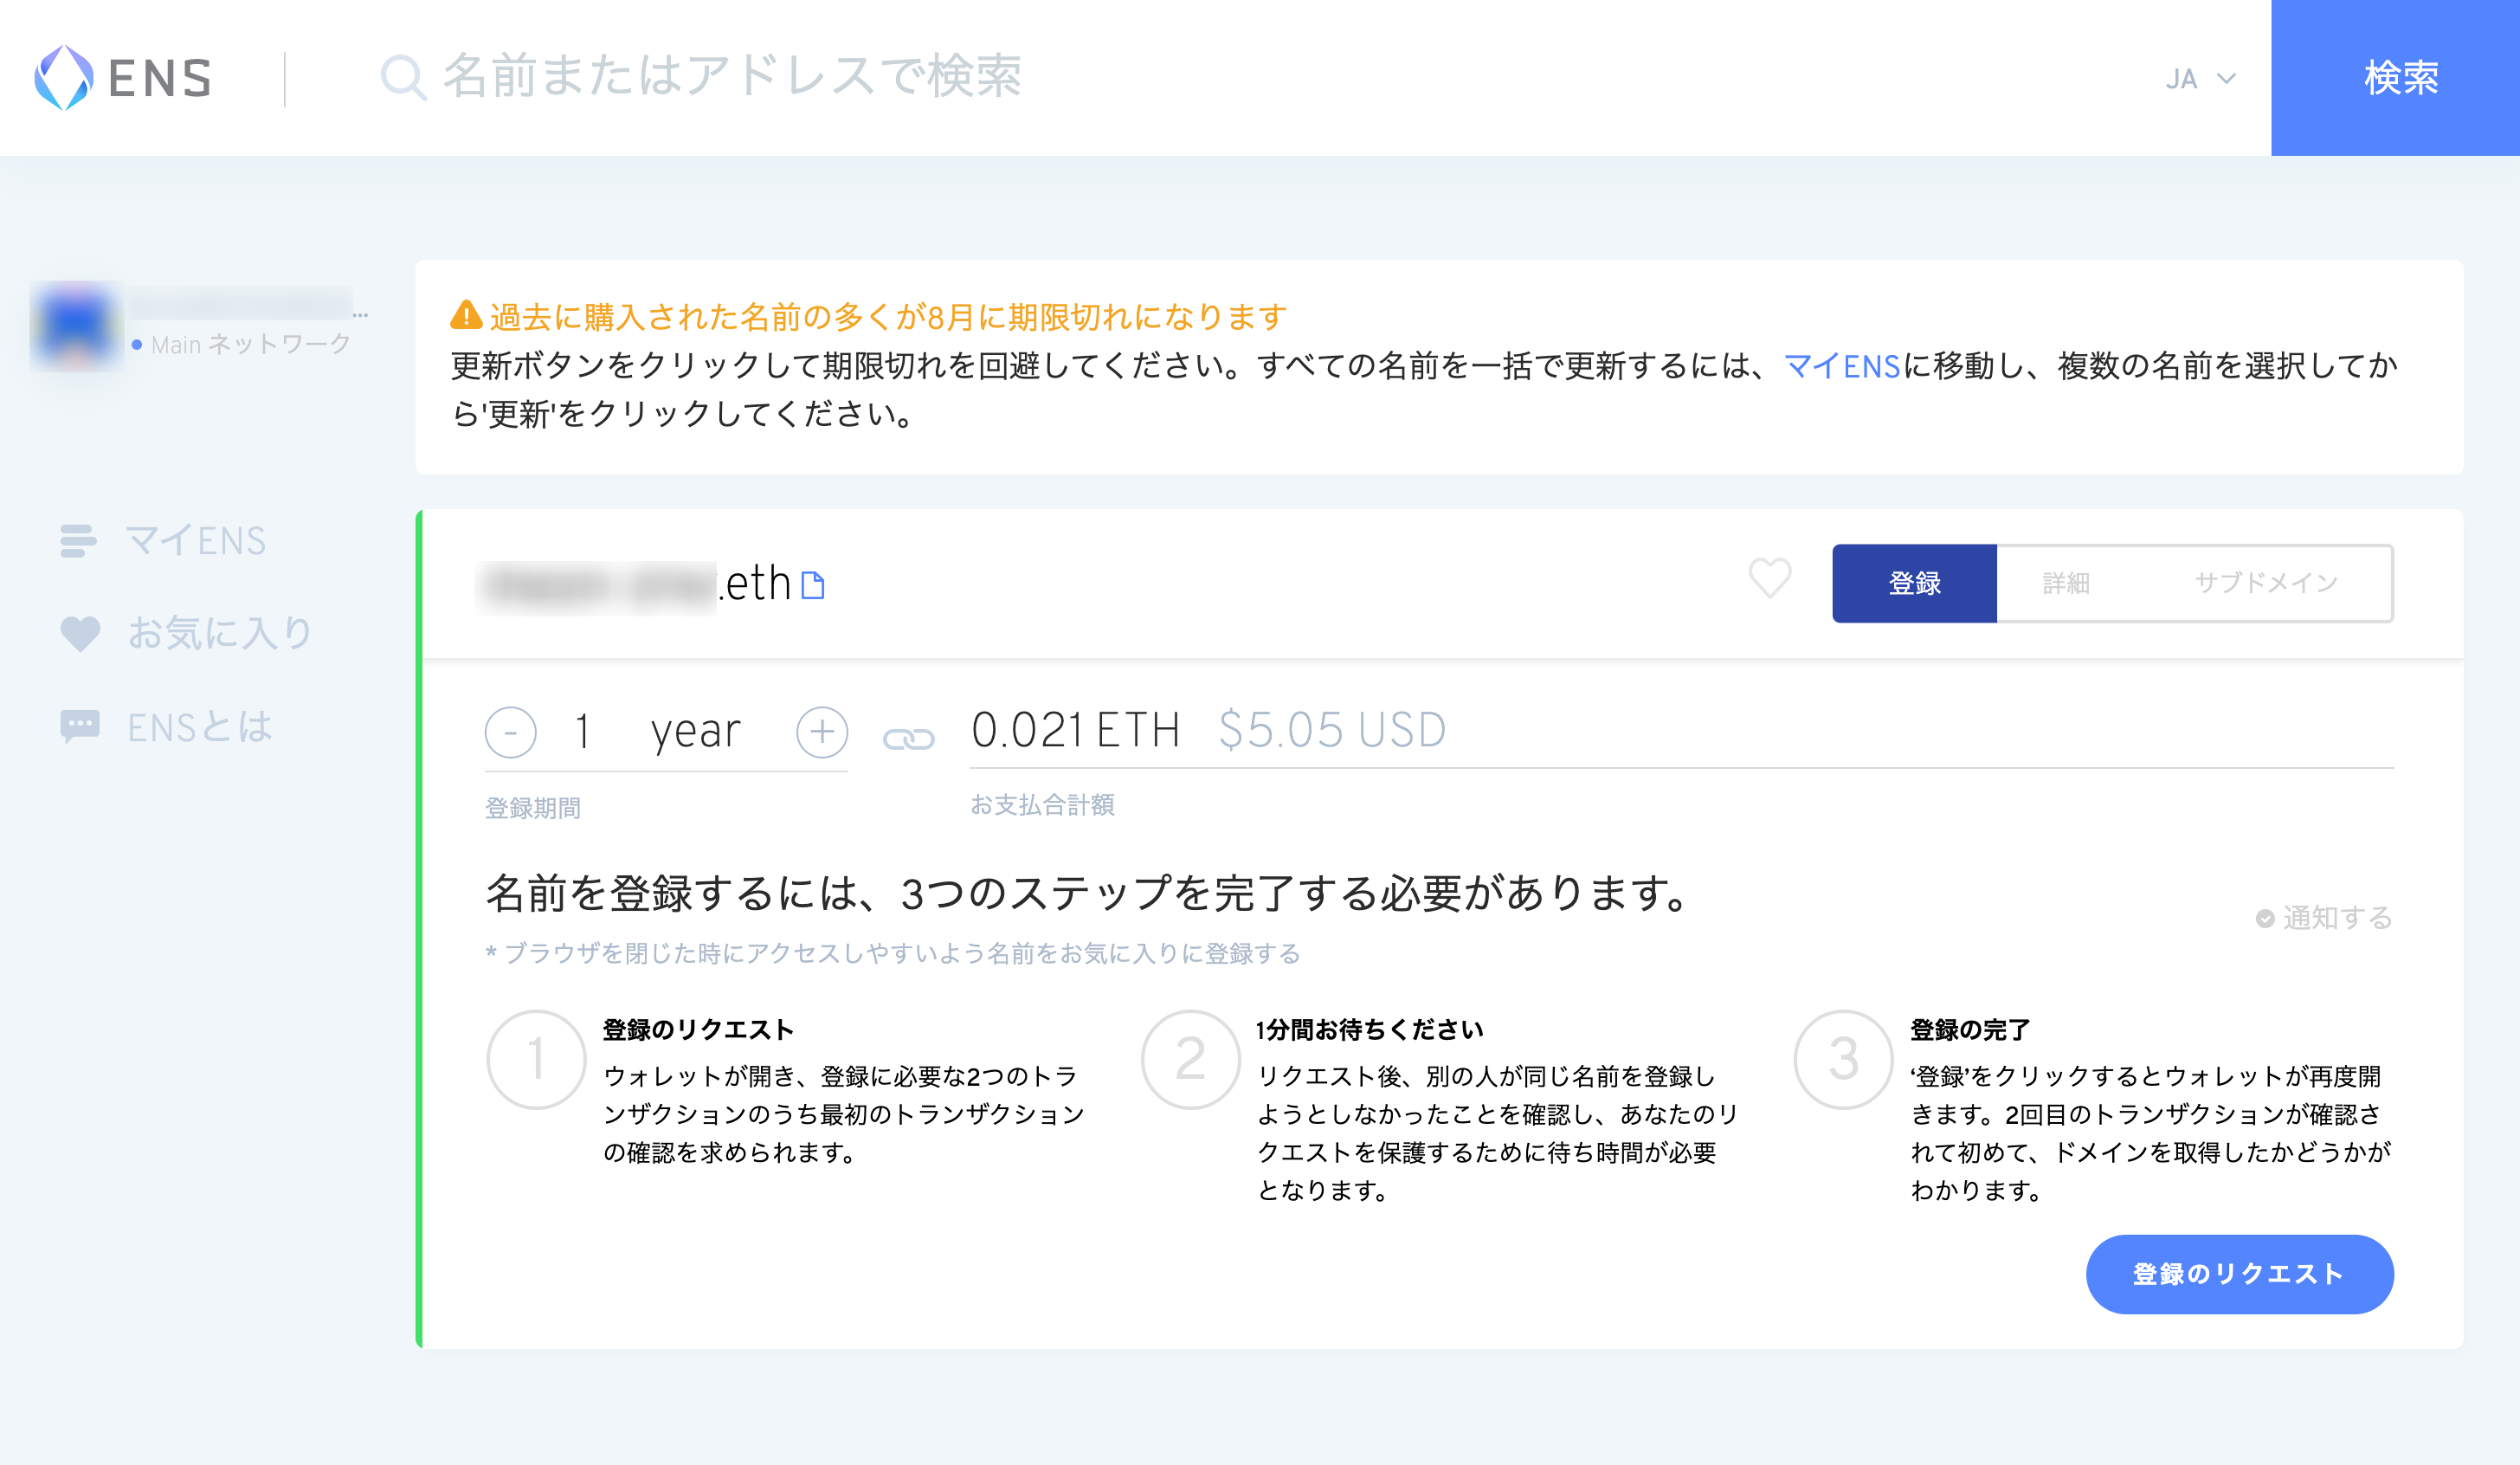 ENS
名前またはアドレスで検索
JA
検索
...
Main ネットワーク
マイENS
お気に入り
ENSとは
過去に購入された名前の多くが8月に期限切れになります
更新ボタンをクリックして期限切れを回避してください。すべての名前を一括で更新するには、マイENSに移動し、複数の名前を選択してか
ら'更新'をクリックしてください。
.eth
登録
詳細
サブドメイン
- 1 year +
0.021 ETH $5.05 USD
登録期間
お支払合計額
名前を登録するには、3つのステップを完了する必要があります。
通知する
* ブラウザを閉じた時にアクセスしやすいよう名前をお気に入りに登録する
1
登録のリクエスト
ウォレットが開き、登録に必要な2つのトラ
ンザクションのうち最初のトランザクション
の確認を求められます。
2
1分間お待ちください
リクエスト後、別の人が同じ名前を登録し
ようとしなかったことを確認し、あなたのリ
クエストを保護するために待ち時間が必要
となります。
3
登録の完了
‘登録’をクリックするとウォレットが再度開
きます。2回目のトランザクションが確認さ
れて初めて、ドメインを取得したかどうかが
わかります。
登録のリクエスト